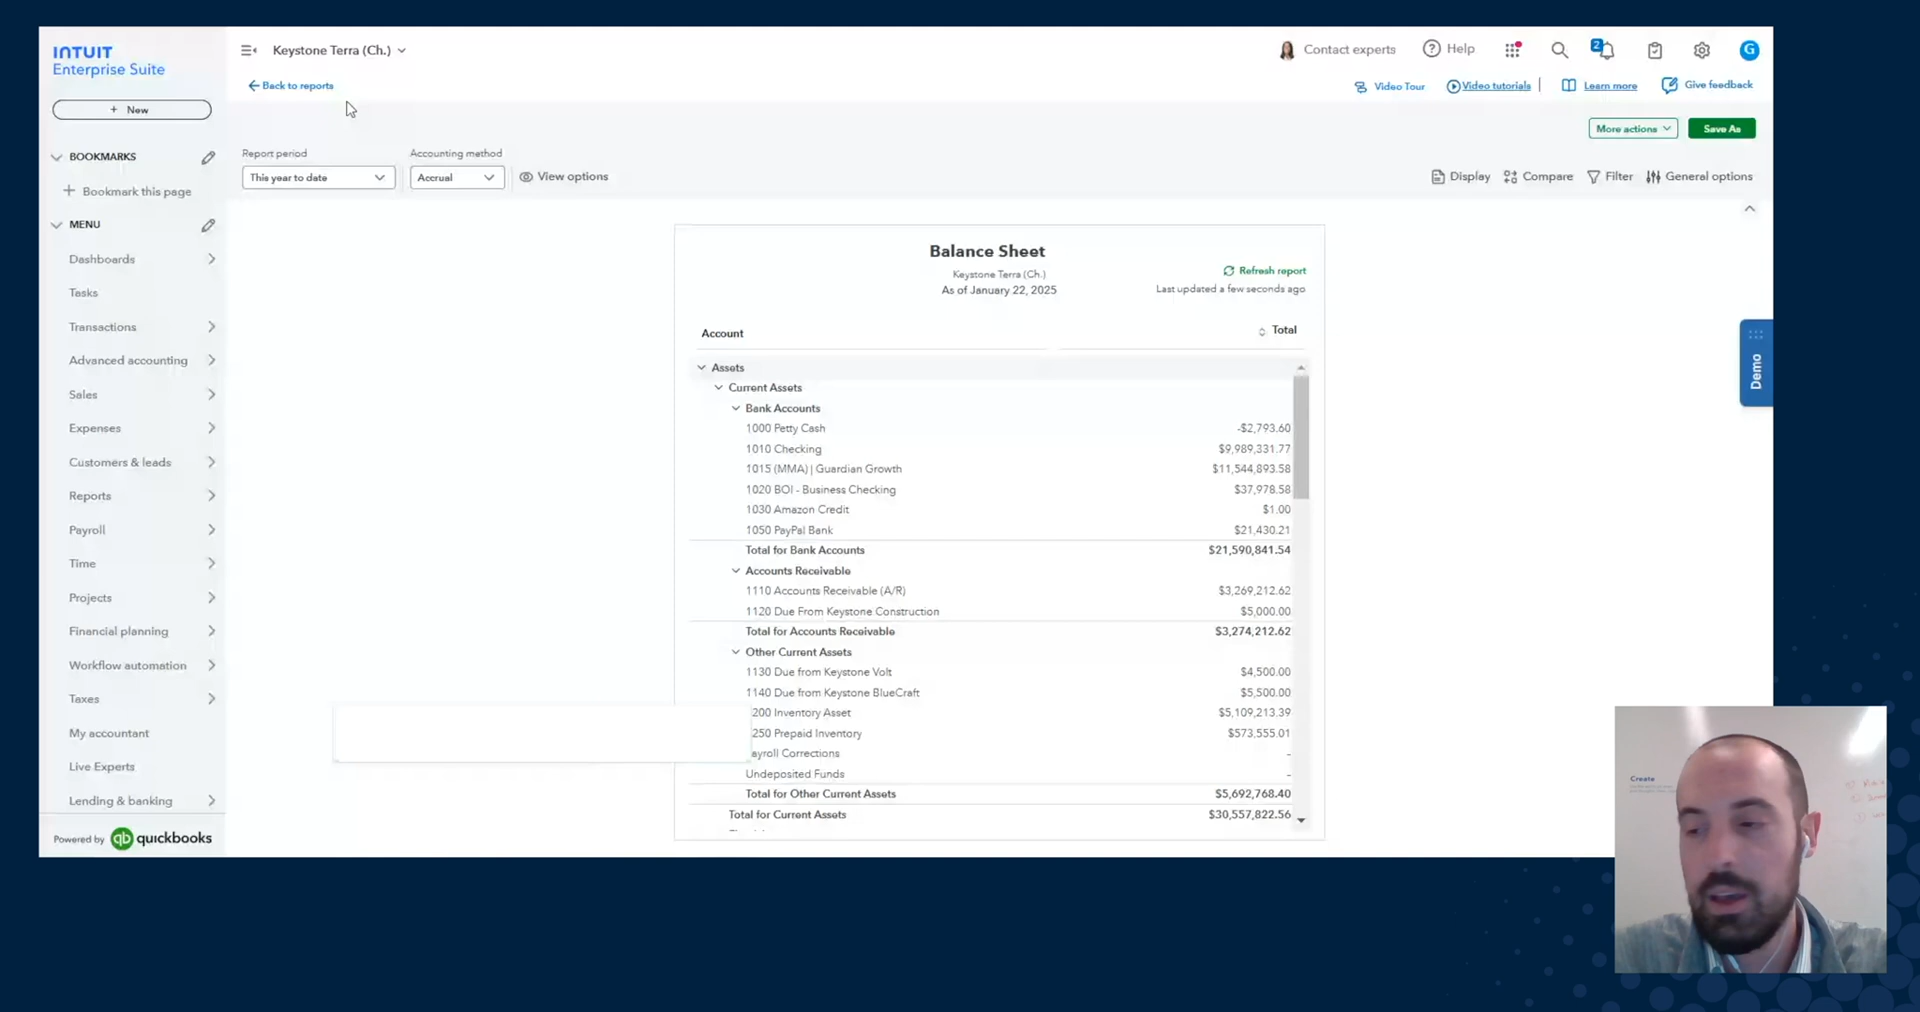 INTUIT
Enterprise Suite
Keystone Terra (Ch.)
Contact experts
Help
2
G
Back to reports
Video Tour
Video tutorials
Learn more
Give feedback
+ New
More actions
Save As
BOOKMARKS
Bookmark this page
Report period
Accounting method
This year to date
Accrual
View options
Display
Compare
Filter
General options
MENU
Dashboards
Tasks
Transactions
Advanced accounting
Sales
Expenses
Customers & leads
Reports
Payroll
Time
Projects
Financial planning
Workflow automation
Taxes
My accountant
Live Experts
Lending & banking
Powered by qb quickbooks
Balance Sheet
Keystone Terra (Ch.)
As of January 22, 2025
Refresh report
Last updated a few seconds ago
Account Total
Assets
Current Assets
Bank Accounts
1000 Petty Cash -$2,793.60
1010 Checking $9,989,331.77
1015 (MMA) | Guardian Growth $11,544,893.58
1020 BOI - Business Checking $37,978.58
1030 Amazon Credit $1.00
1050 PayPal Bank $21,430.21
Total for Bank Accounts $21,590,841.54
Accounts Receivable
1110 Accounts Receivable (A/R) $3,269,212.62
1120 Due From Keystone Construction $5,000.00
Total for Accounts Receivable $3,274,212.62
Other Current Assets
1130 Due from Keystone Volt $4,500.00
1140 Due from Keystone BlueCraft $5,500.00
200 Inventory Asset $5,109,213.39
250 Prepaid Inventory $573,555.01
ayroll Corrections -
Undeposited Funds -
Total for Other Current Assets $5,692,768.40
Total for Current Assets $30,557,822.56
Demo
Create